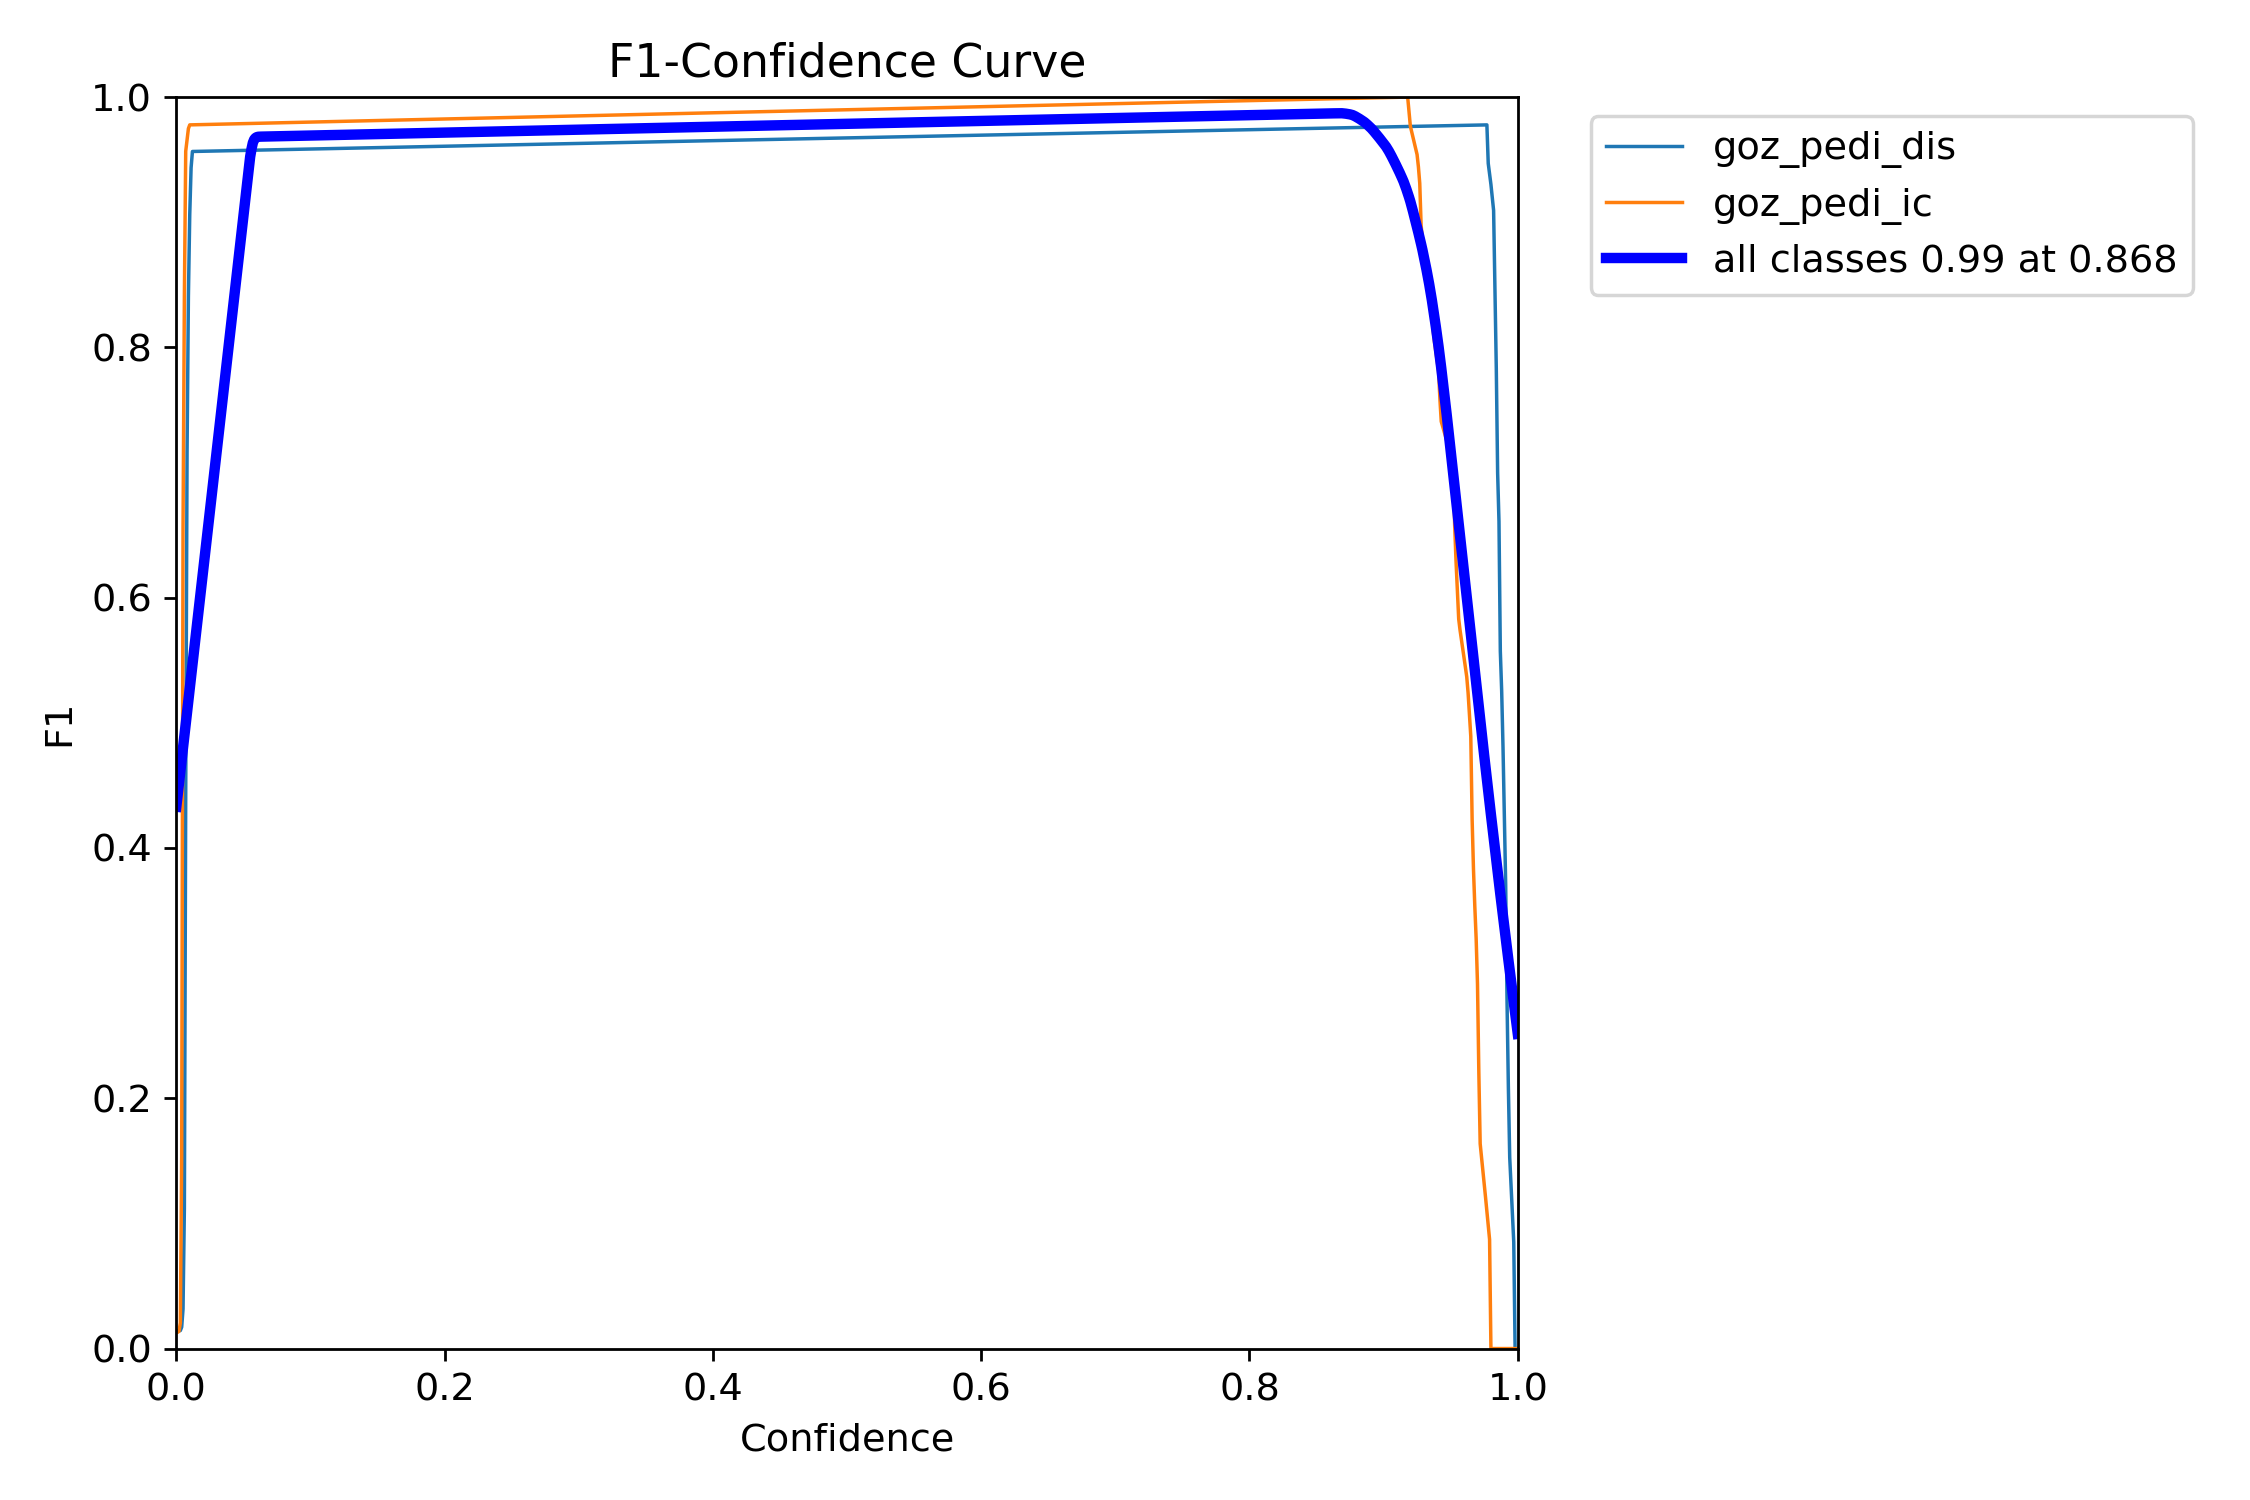 F1-Confidence Curve
1.0
0.8
0.6
0.4
0.2
0.0
F1
0.0 0.2 0.4 0.6 0.8 1.0
Confidence
goz_pedi_dis
goz_pedi_ic
all classes 0.99 at 0.868